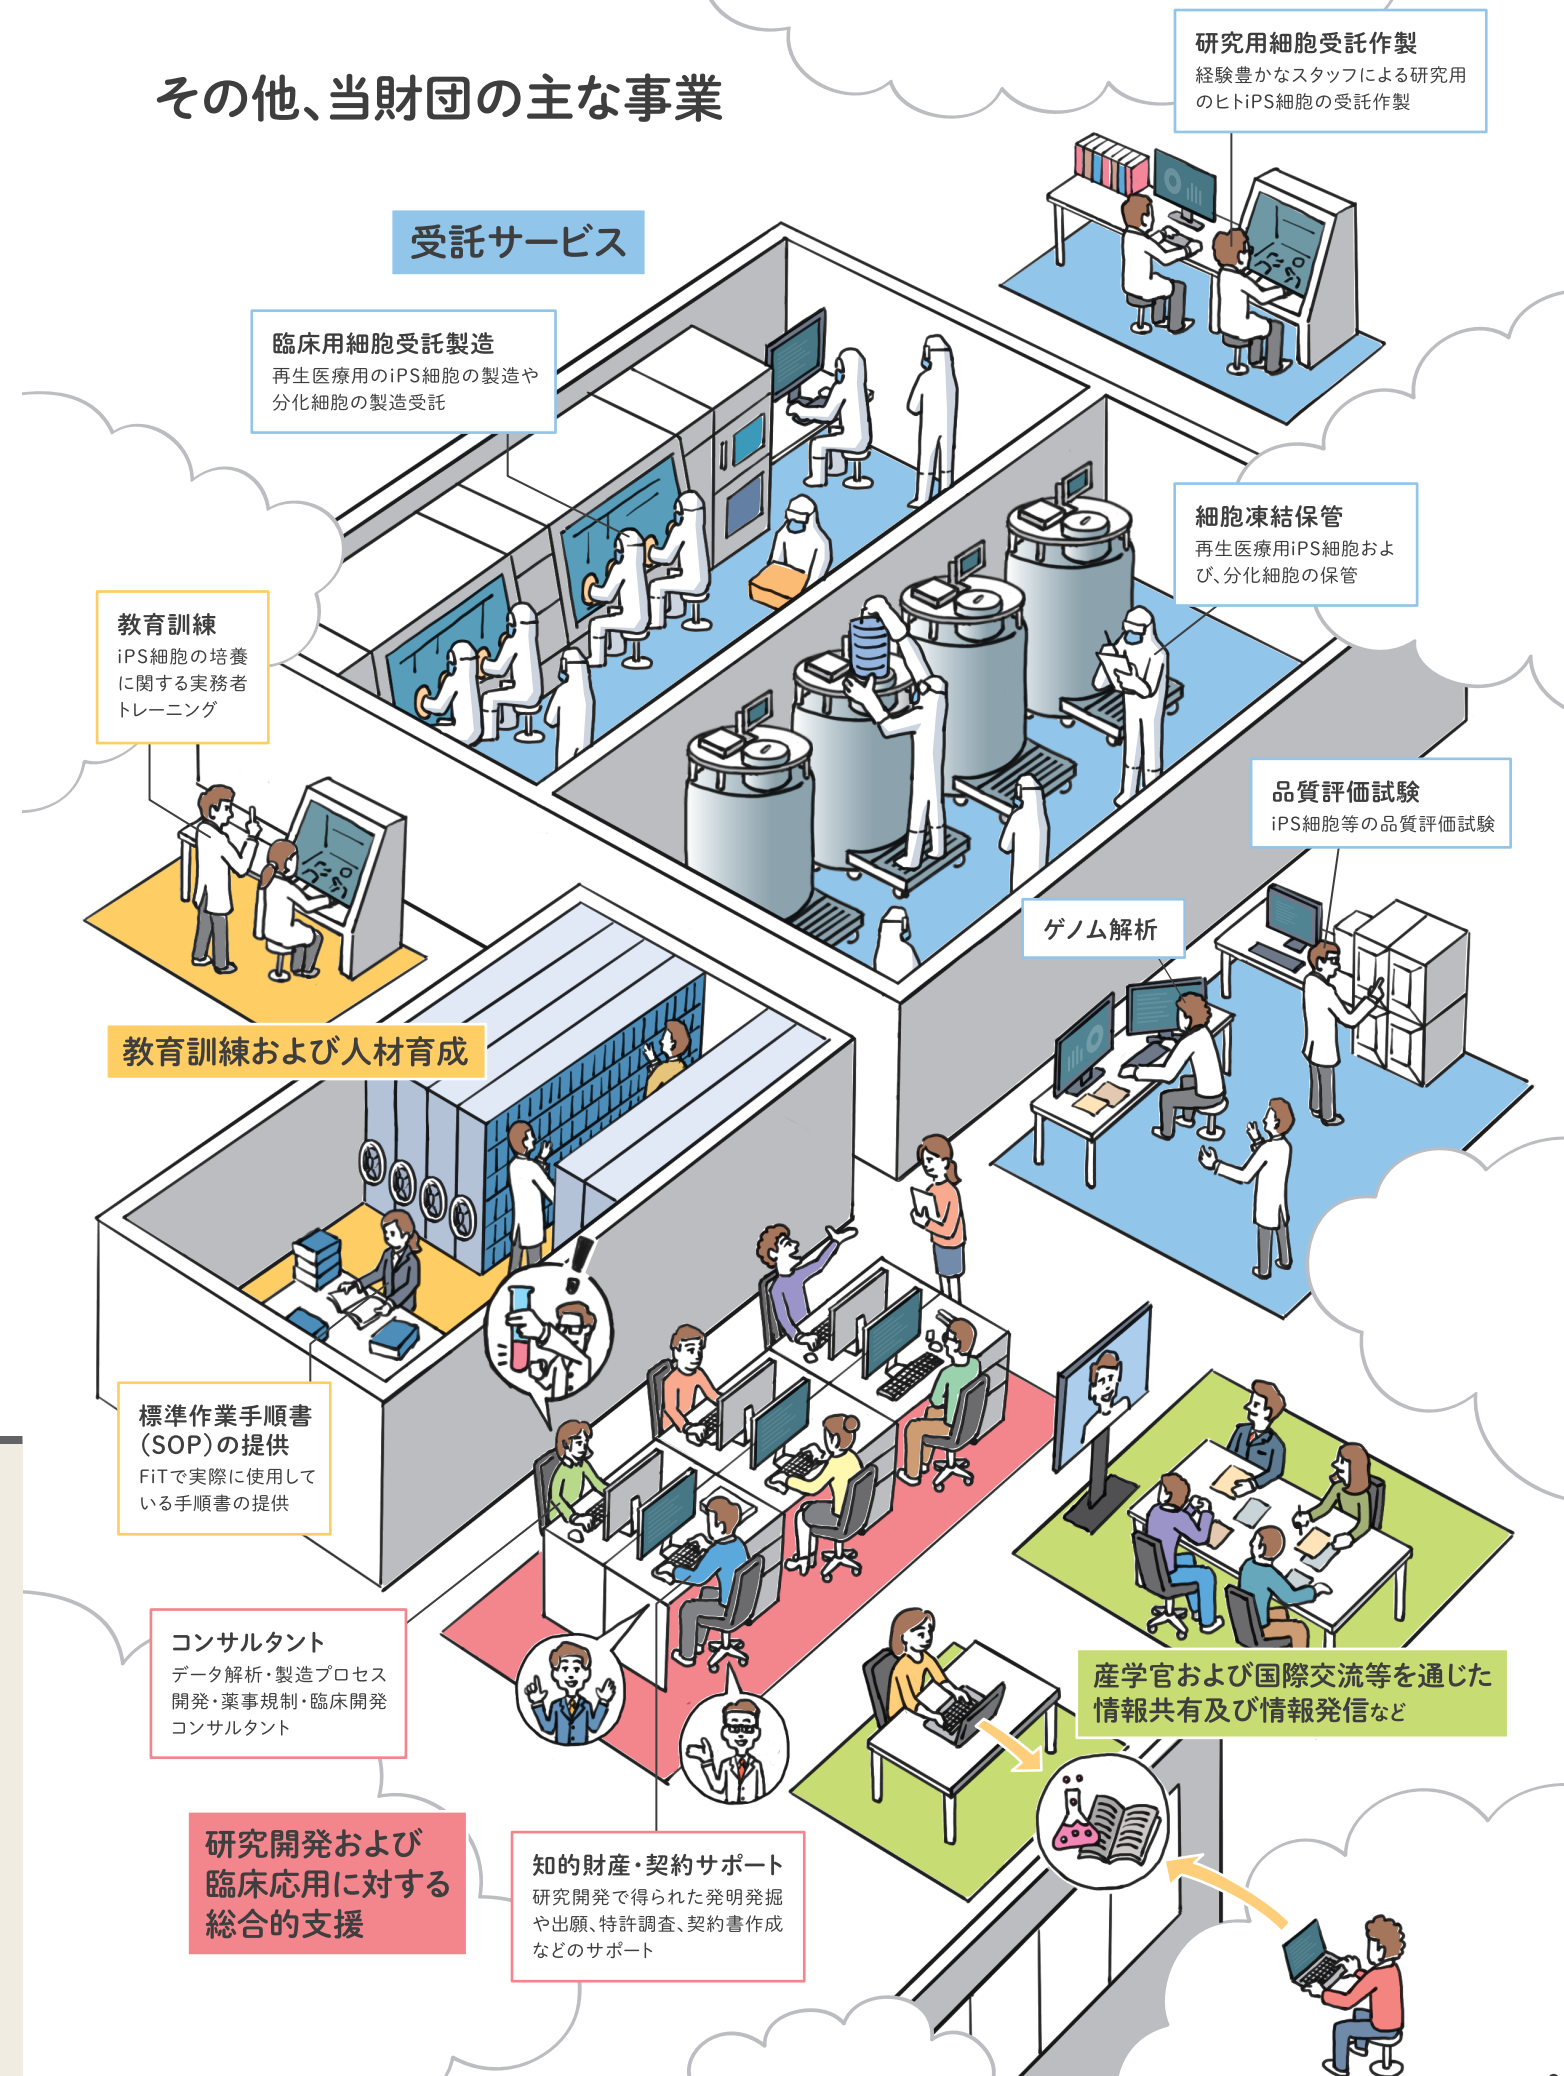 その他、当財団の主な事業
研究用細胞受託作製
経験豊かなスタッフによる研究用
のヒトiPS細胞の受託作製
受託サービス
臨床用細胞受託製造
再生医療用のiPS細胞の製造や
分化細胞の製造受託
細胞凍結保管
再生医療用iPS細胞およ
び、分化細胞の保管
教育訓練
iPS細胞の培養
に関する実務者
トレーニング
品質評価試験
iPS細胞等の品質評価試験
ゲノム解析
教育訓練および人材育成
標準作業手順書
（SOP）の提供
FiTで実際に使用して
いる手順書の提供
コンサルタント
データ解析・製造プロセス
開発・薬事規制・臨床開発
コンサルタント
産学官および国際交流等を通じた
情報共有及び情報発信など
研究開発および
臨床応用に対する
総合的支援
知的財産・契約サポート
研究開発で得られた発明発掘
や出願、特許調査、契約書作成
などのサポート